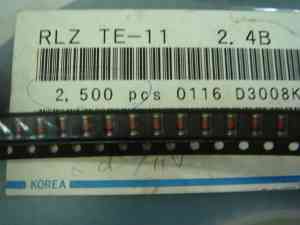 RLZ TE-11 2.4B
2,500 pcs 0116 D3008K
KOREA